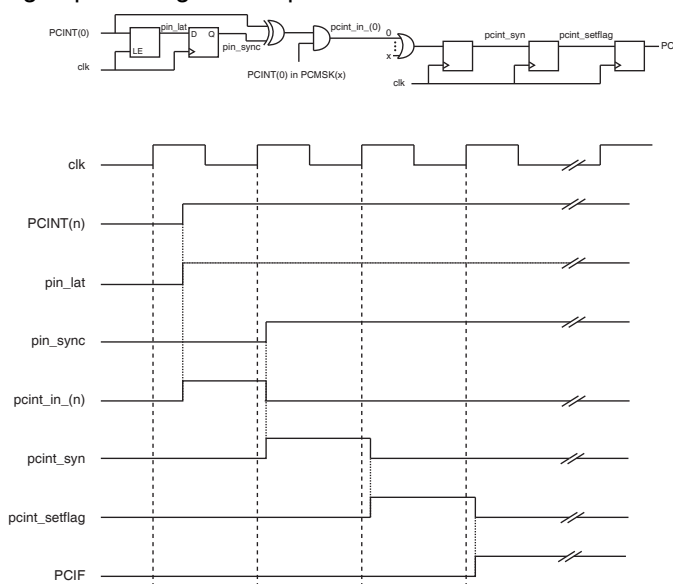 PCINT(0)
pin_lat
D Q
LE
clk
pin_sync
pcint_in_(0)
PCINT(0) in PCMSK(x)
0
x
clk
pcint_syn
pcint_setflag
clk
PCINT(n)
pin_lat
pin_sync
pcint_in_(n)
pcint_syn
pcint_setflag
PCIF